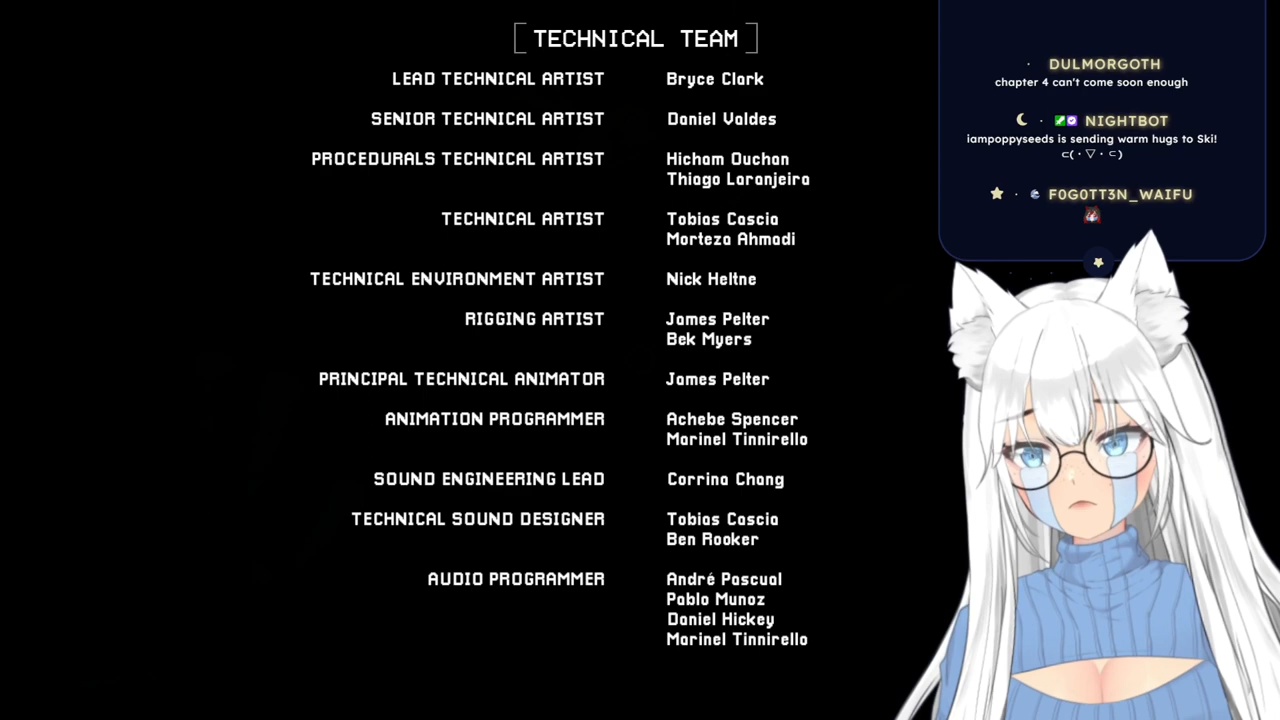 TECHNICAL TEAM
LEAD TECHNICAL ARTIST Bryce Clark
SENIOR TECHNICAL ARTIST Daniel Valdes
PROCEDURALS TECHNICAL ARTIST Hicham Ouchan
Thiago Laranjeira
TECHNICAL ARTIST Tobias Cascia
Morteza Ahmadi
TECHNICAL ENVIRONMENT ARTIST Nick Heltne
RIGGING ARTIST James Pelter
Bek Myers
PRINCIPAL TECHNICAL ANIMATOR James Pelter
ANIMATION PROGRAMMER Achebe Spencer
Marinel Tinnirello
SOUND ENGINEERING LEAD Corrina Chang
TECHNICAL SOUND DESIGNER Tobias Cascia
Ben Rooker
AUDIO PROGRAMMER André Pascual
Pablo Munoz
Daniel Hickey
Marinel Tinnirello
DULMORGOTH
chapter 4 can't come soon enough
NIGHTBOT
iampoppyseeds is sending warm hugs to Ski!
⊂(・▽・⊂)
F0G0TT3N_WAIFU